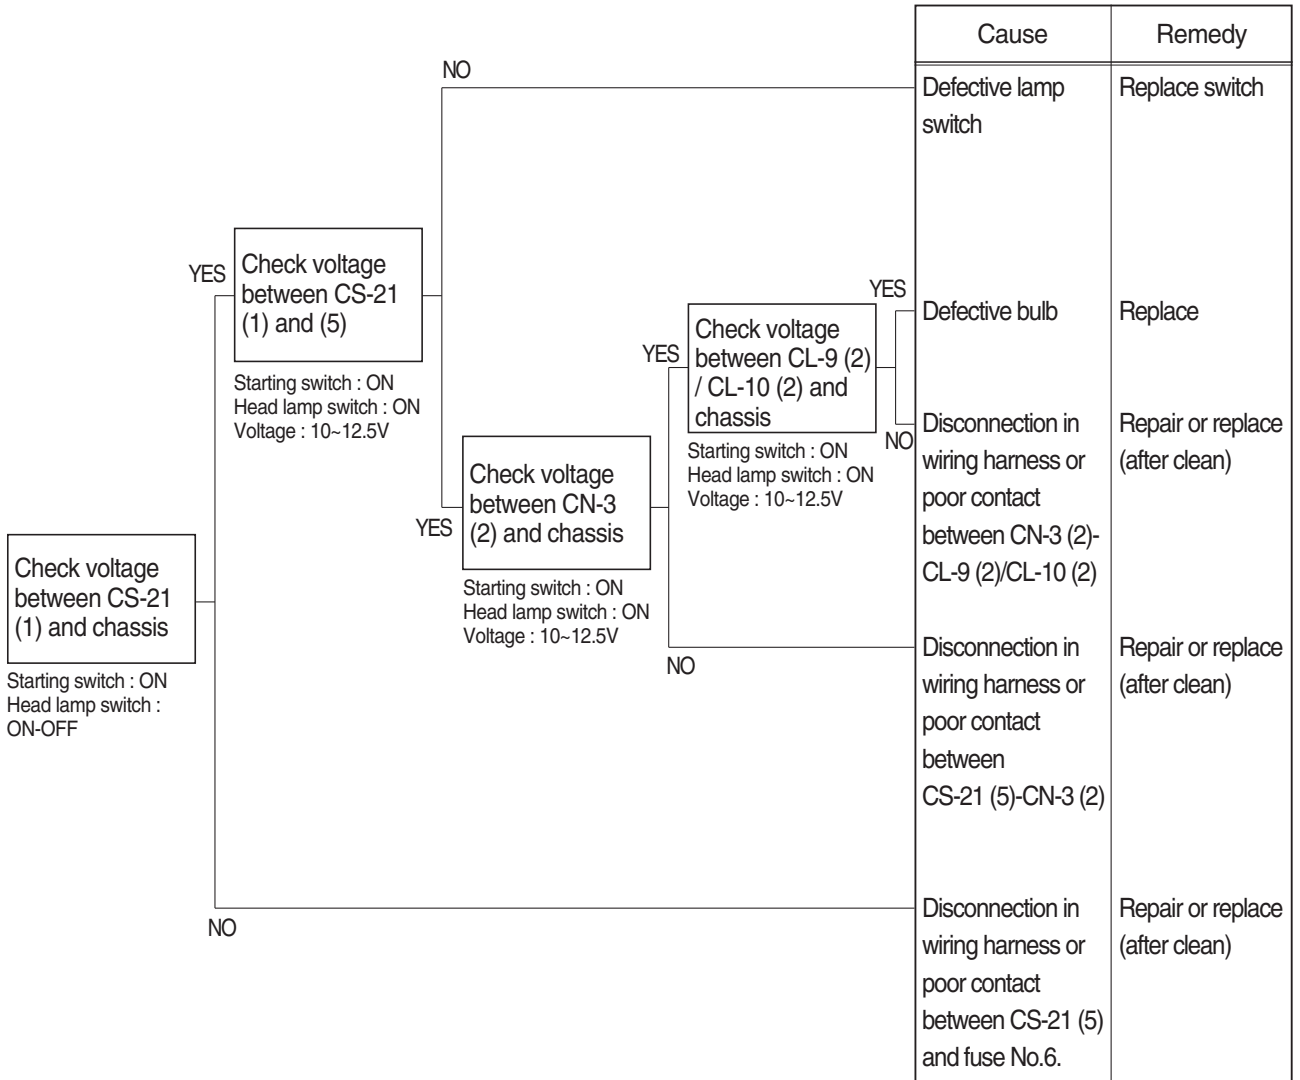 Cause
Remedy
NO
Defective lamp
switch
Replace switch
YES
Check voltage
between CS-21
(1) and (5)
Starting switch : ON
Head lamp switch : ON
Voltage : 10~12.5V
YES
Defective bulb
Replace
YES
Check voltage
between CL-9 (2)
/ CL-10 (2) and
chassis
Starting switch : ON
Head lamp switch : ON
Voltage : 10~12.5V
NO
Disconnection in
wiring harness or
poor contact
between CN-3 (2)-
CL-9 (2)/CL-10 (2)
Repair or replace
(after clean)
YES
Check voltage
between CN-3
(2) and chassis
Starting switch : ON
Head lamp switch : ON
Voltage : 10~12.5V
Check voltage
between CS-21
(1) and chassis
Starting switch : ON
Head lamp switch :
ON-OFF
NO
Disconnection in
wiring harness or
poor contact
between
CS-21 (5)-CN-3 (2)
Repair or replace
(after clean)
NO
Disconnection in
wiring harness or
poor contact
between CS-21 (5)
and fuse No.6.
Repair or replace
(after clean)